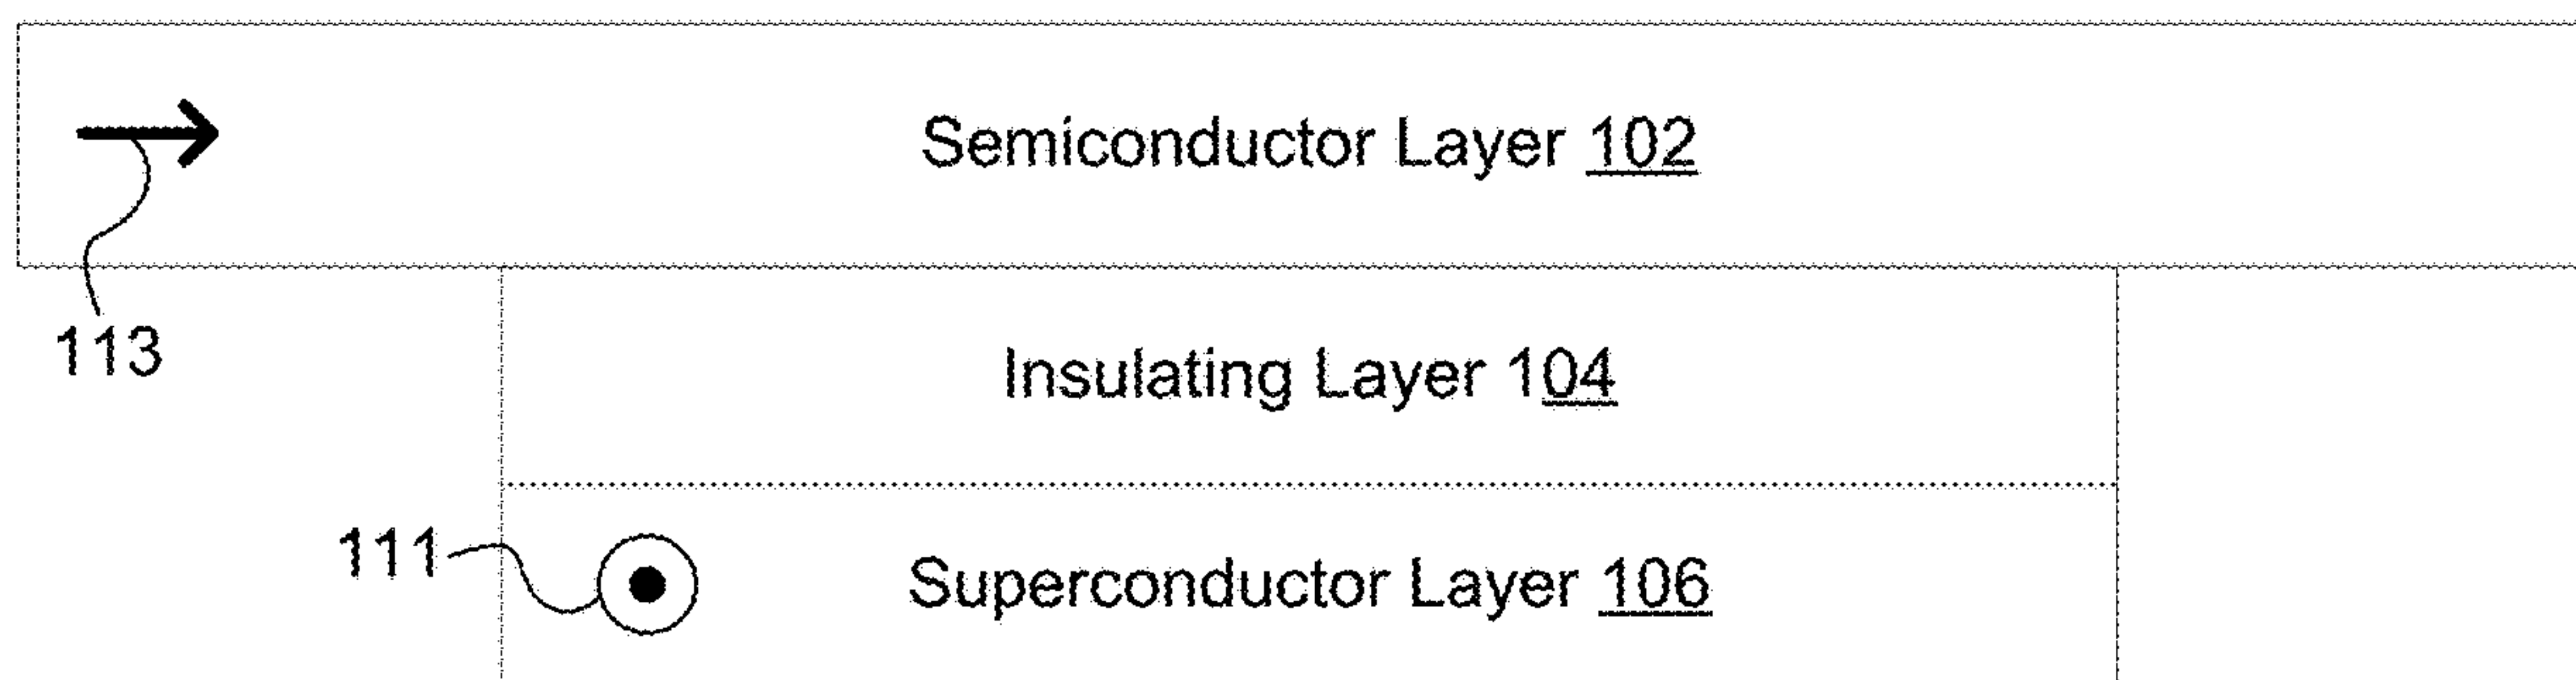 Semiconductor Layer 102
113
Insulating Layer 104
111
Superconductor Layer 106